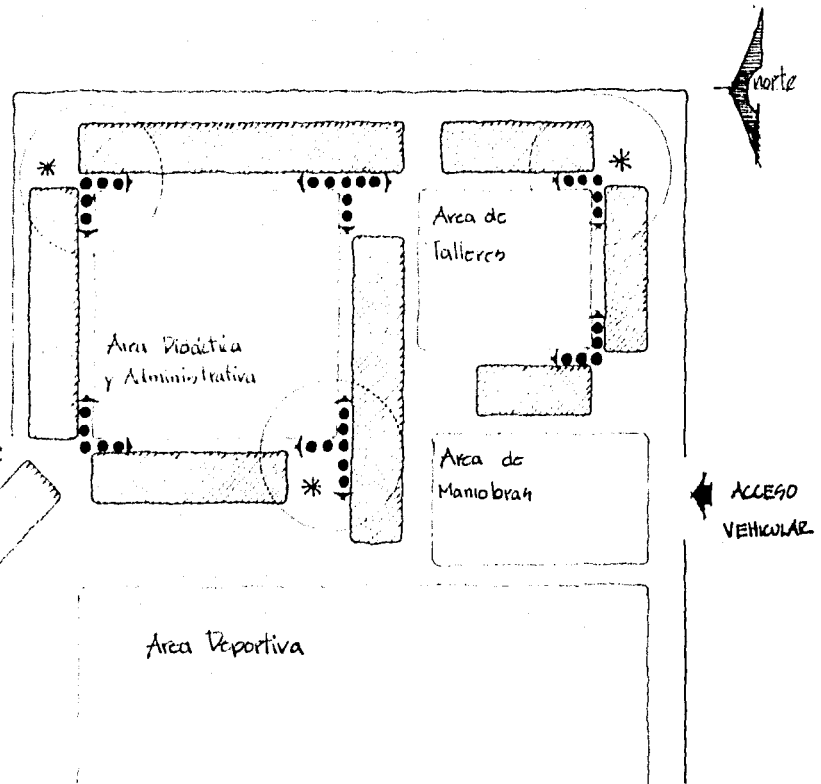 norte
Area de
Talleres
Area Didáctica
y Administrativa
Area de
Maniobras
ACCESO
VEHICULAR
Area Deportiva